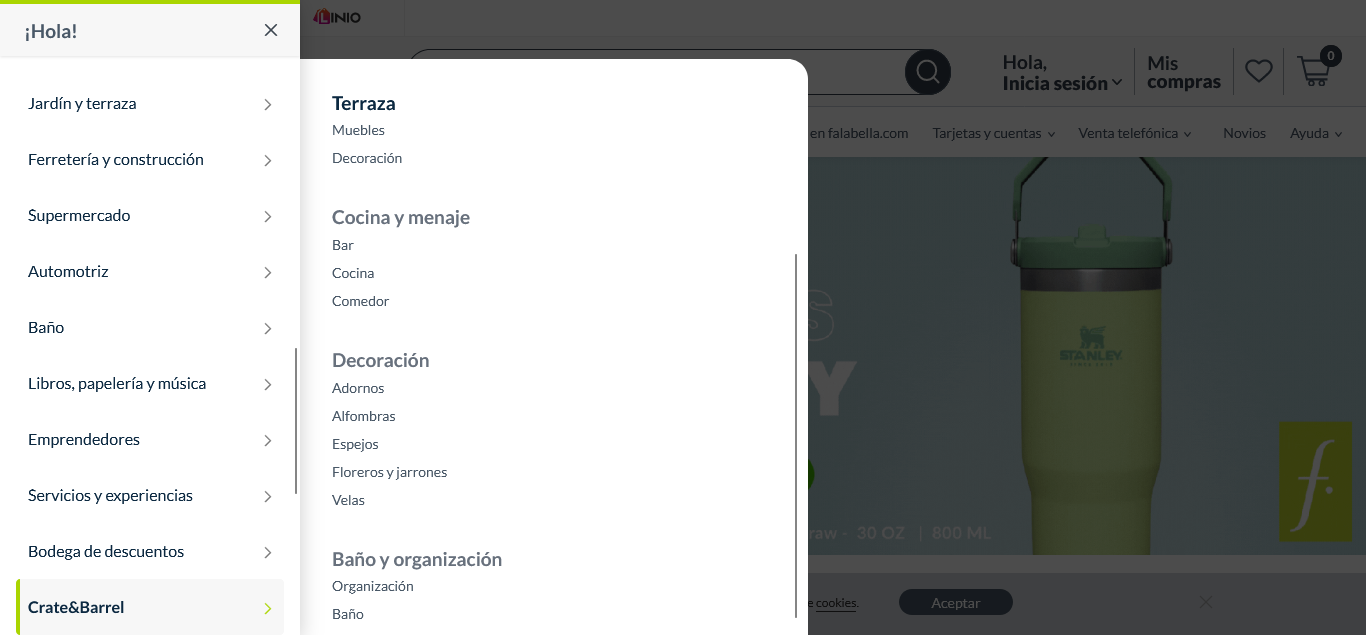 ¡Hola!
Jardín y terraza
Ferretería y construcción
Supermercado
Automotriz
Baño
Libros, papelería y música
Emprendedores
Servicios y experiencias
Bodega de descuentos
Crate&Barrel
Terraza
Muebles
Decoración
Cocina y menaje
Bar
Cocina
Comedor
Decoración
Adornos
Alfombras
Espejos
Floreros y jarrones
Velas
Baño y organización
Organización
Baño
LINIO
Hola,
Inicia sesión
Mis
compras
0
en falabella.com
Tarjetas y cuentas
Venta telefónica
Novios
Ayuda
S
Y
STANLEY
raw - 30 OZ | 800 ML
f.
e cookies.
Aceptar